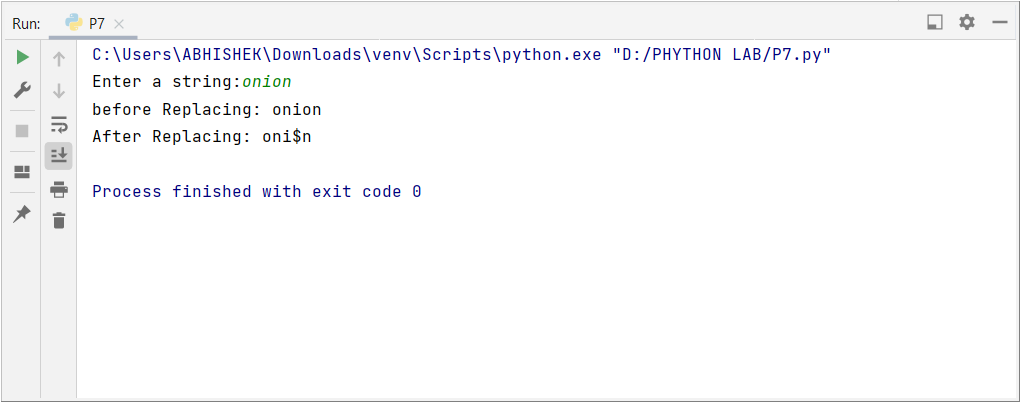 Run: P7
C:\Users\ABHISHEK\Downloads\venv\Scripts\python.exe "D:/PHYTHON LAB/P7.py"
Enter a string:onion
before Replacing: onion
After Replacing: oni$n
Process finished with exit code 0